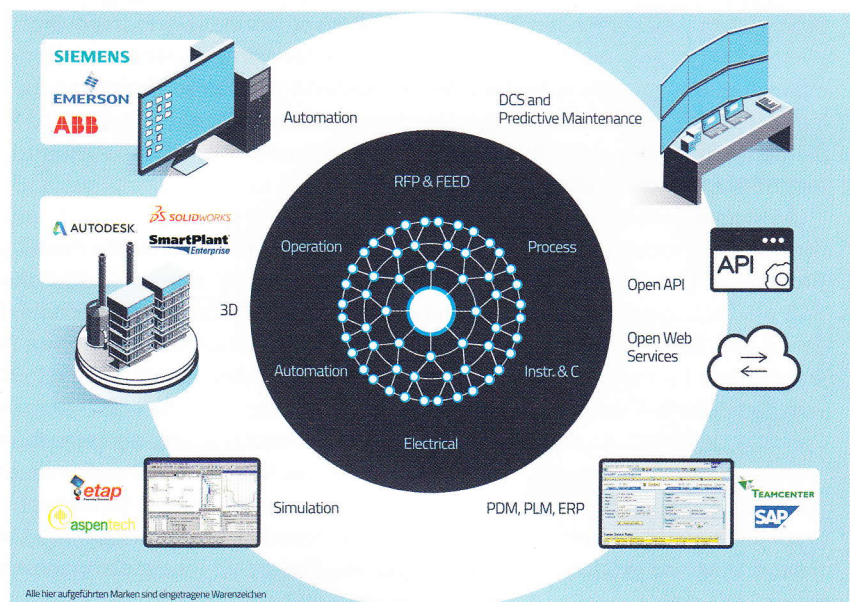 SIEMENS
EMERSON
ABB
Automation
DCS and
Predictive Maintenance
RFP & FEED
AUTODESK
SOLIDWORKS
SmartPlant
Enterprise
Operation
Process
API
3D
Open API
Open Web
Services
Automation
Instr. & C
Electrical
etap
aspentech
Simulation
PDM, PLM, ERP
TEAMCENTER
SAP
Alle hier aufgeführten Marken sind eingetragene Warenzeichen